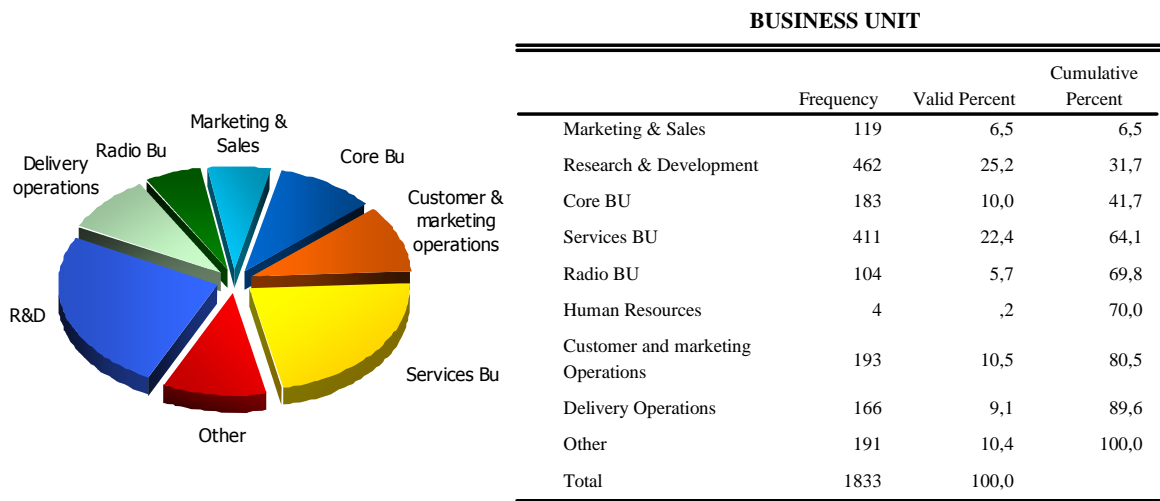 Marketing &
Sales
Radio Bu
Core Bu
Delivery
operations
Customer &
marketing
operations
R&D
Services Bu
Other
BUSINESS UNIT
Cumulative
Frequency Valid Percent Percent
Marketing & Sales 119 6,5 6,5
Research & Development 462 25,2 31,7
Core BU 183 10,0 41,7
Services BU 411 22,4 64,1
Radio BU 104 5,7 69,8
Human Resources 4 ,2 70,0
Customer and marketing
Operations 193 10,5 80,5
Delivery Operations 166 9,1 89,6
Other 191 10,4 100,0
Total 1833 100,0